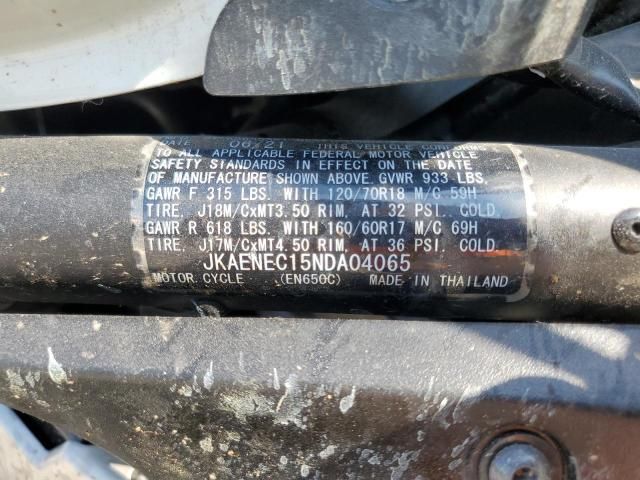 DATE 06/21 THIS VEHICLE CONFORMS
TO ALL APPLICABLE FEDERAL MOTOR VEHICLE
SAFETY STANDARDS IN EFFECT ON THE DATE
OF MANUFACTURE SHOWN ABOVE. GVWR 933 LBS.
GAWR F 315 LBS. WITH 120/70R18 M/C 59H
TIRE, J18M/CxMT3.50 RIM, AT 32 PSI. COLD.
GAWR R 618 LBS. WITH 160/60R17 M/C 69H
TIRE, J17M/CxMT4.50 RIM, AT 36 PSI. COLD.
JKAENEC15NDA04065
MOTOR CYCLE (EN650C) MADE IN THAILAND